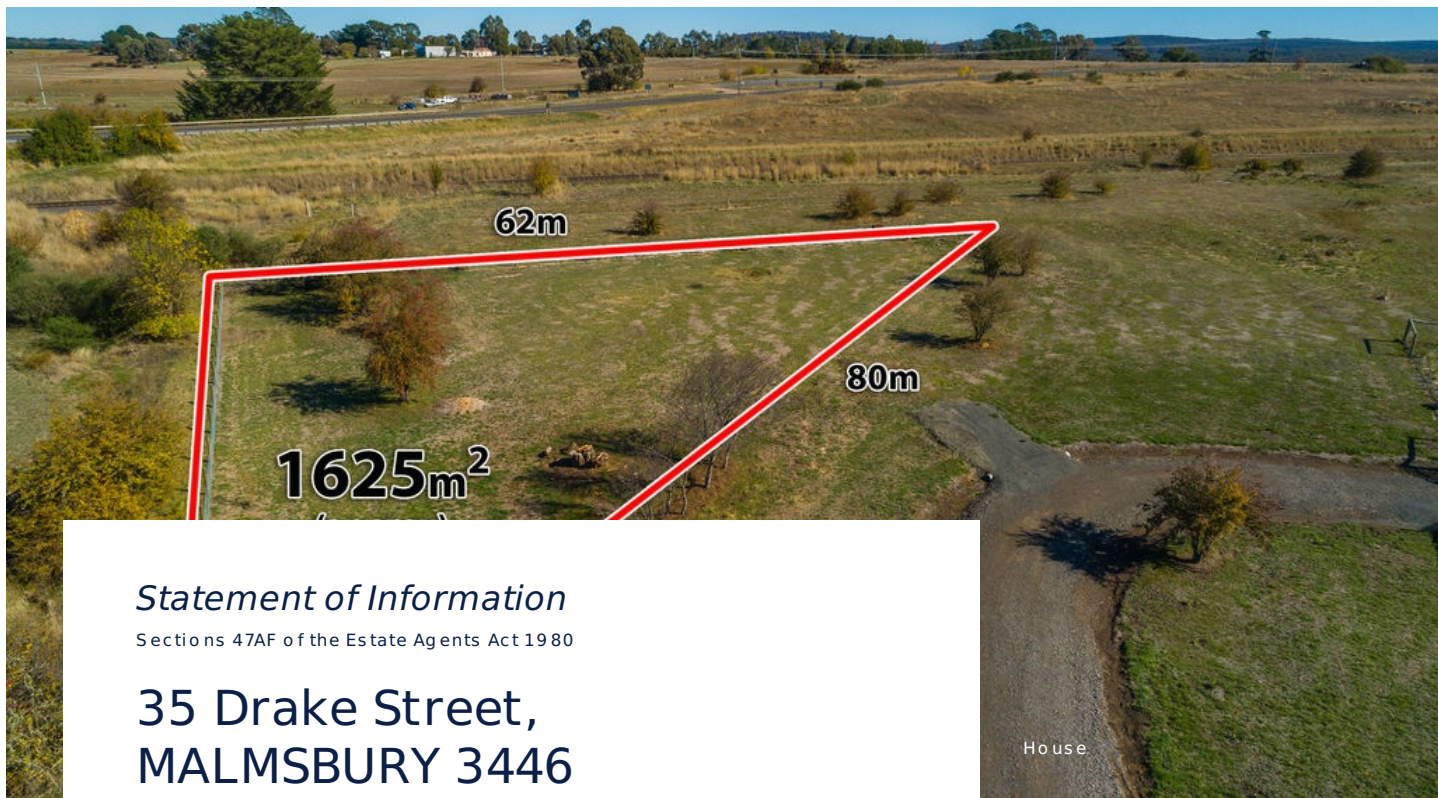 62m
80m
1625m²
Statement of Information
Sections 47AF of the Estate Agents Act 1980
35 Drake Street,
MALMSBURY 3446
House